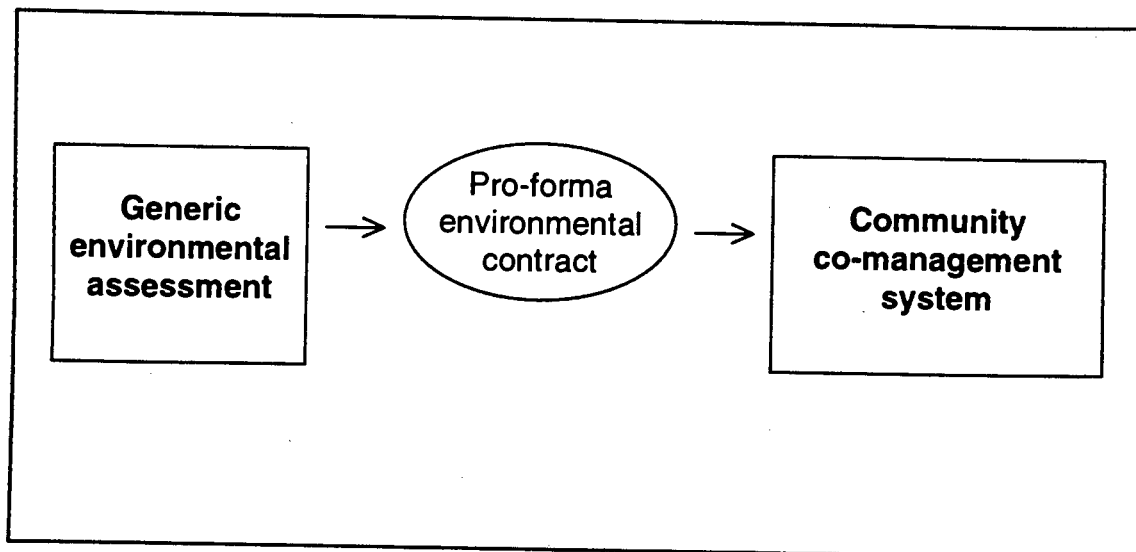 Generic
environmental
assessment
Pro-forma
environmental
contract
Community
co-management
system